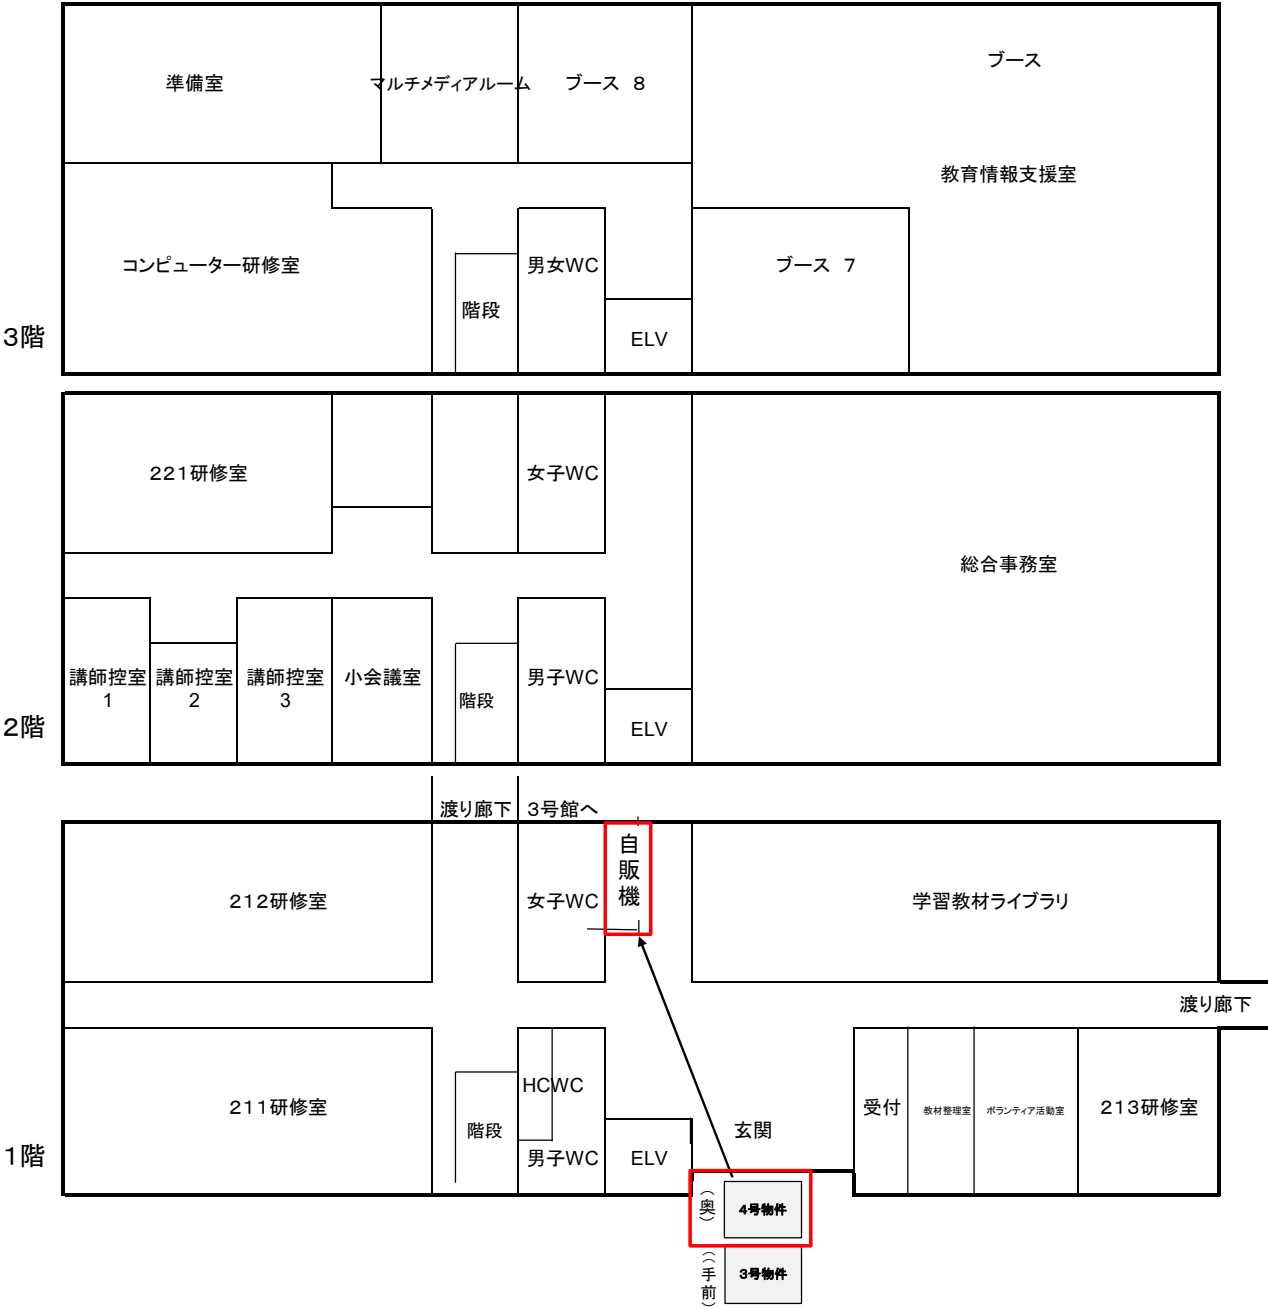 準備室
マルチメディアルーム
ブース 8
ブース
教育情報支援室
コンピューター研修室
男女WC
ブース 7
階段
ELV
3階
221研修室
女子WC
総合事務室
講師控室
1
講師控室
2
講師控室
3
小会議室
階段
男子WC
ELV
2階
渡り廊下
3号館へ
212研修室
女子WC
自販機
学習教材ライブラリ
渡り廊下
211研修室
HCWC
階段
男子WC
ELV
玄関
受付
教材整理室
ボランティア活動室
213研修室
1階
(奥)
4号物件
((手前)
3号物件